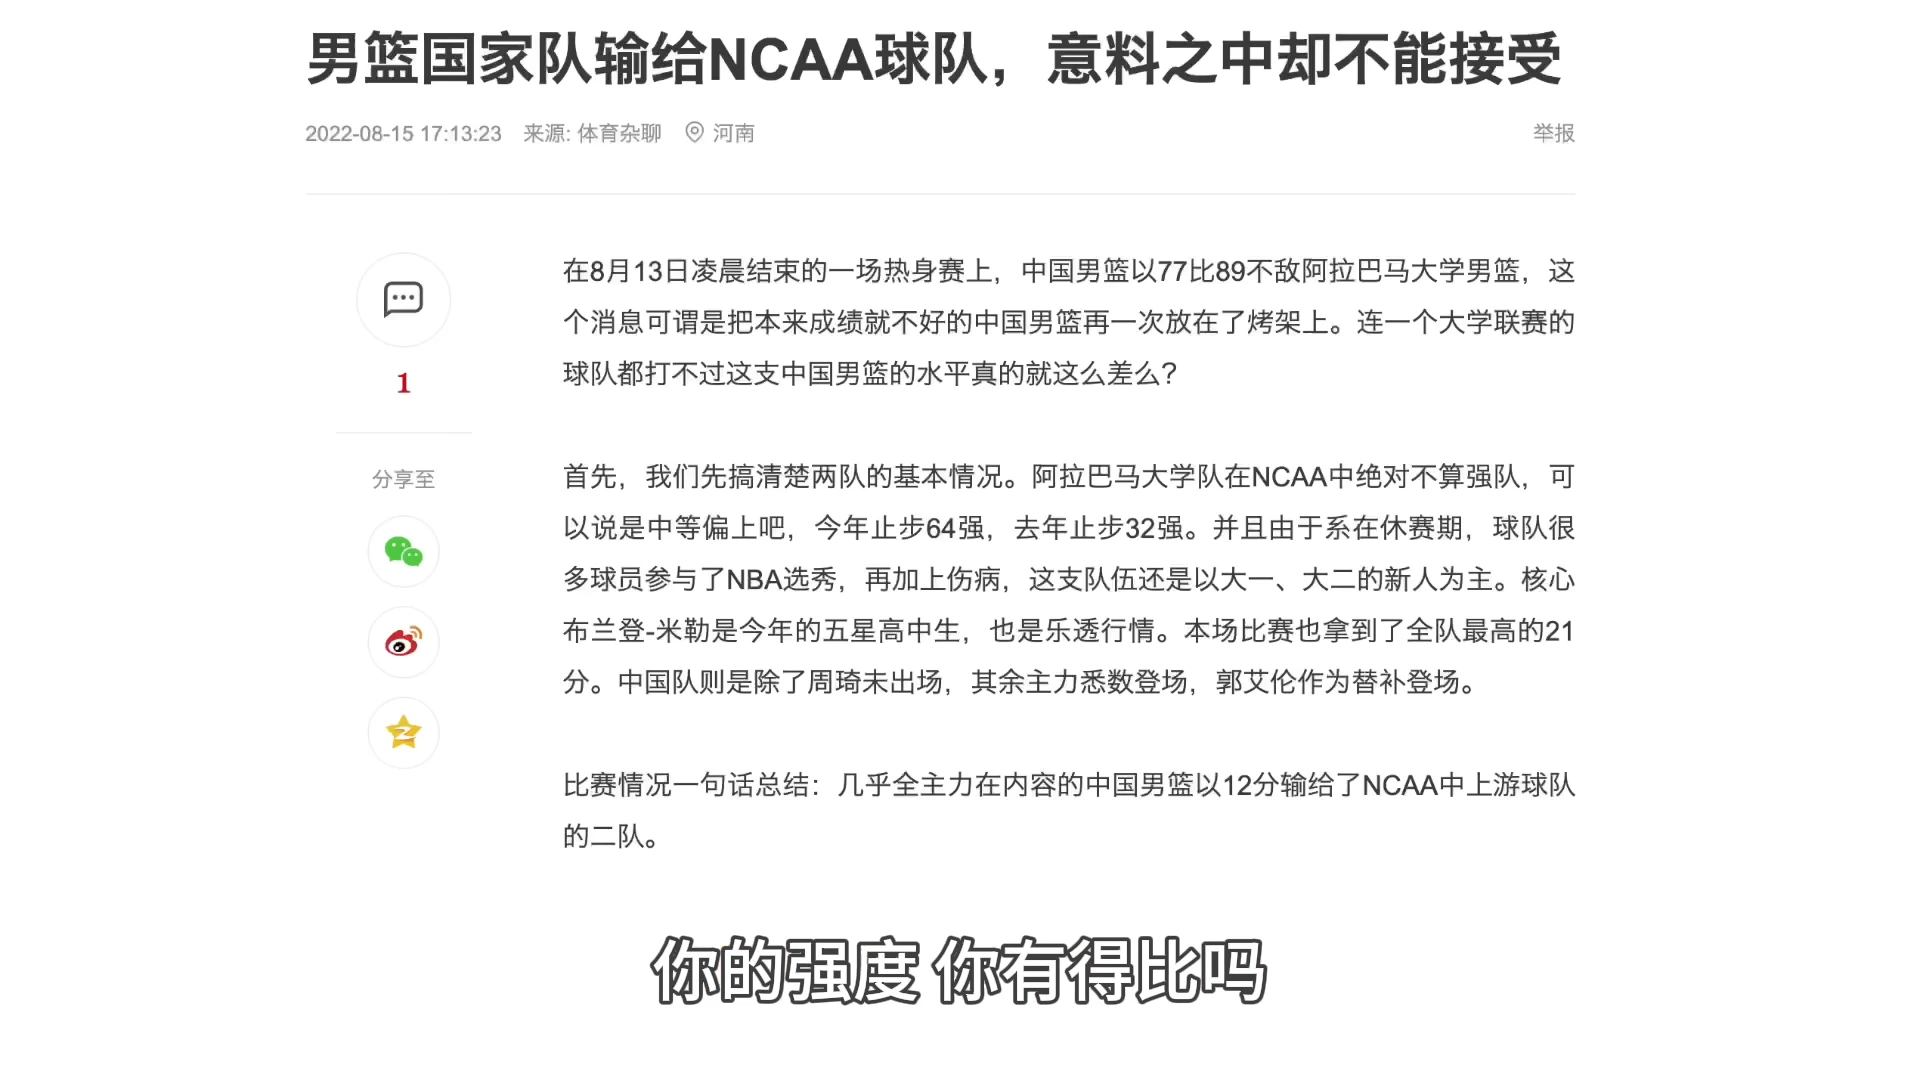 男篮国家队输给NCAA球队，意料之中却不能接受
2022-08-15 17:13:23 来源: 体育杂聊 河南 举报
在8月13日凌晨结束的一场热身赛上，中国男篮以77比89不敌阿拉巴马大学男篮，这
个消息可谓是把本来成绩就不好的中国男篮再一次放在了烤架上。连一个大学联赛的
球队都打不过这支中国男篮的水平真的就这么差么？
1
分享至
首先，我们先搞清楚两队的基本情况。阿拉巴马大学队在NCAA中绝对不算强队，可
以说是中等偏上吧，今年止步64强，去年止步32强。并且由于系在休赛期，球队很
多球员参与了NBA选秀，再加上伤病，这支队伍还是以大一、大二的新人为主。核心
布兰登-米勒是今年的五星高中生，也是乐透行情。本场比赛也拿到了全队最高的21
分。中国队则是除了周琦未出场，其余主力悉数登场，郭艾伦作为替补登场。
比赛情况一句话总结：几乎全主力在内容的中国男篮以12分输给了NCAA中上游球队
的二队。
你的强度 你有得比吗